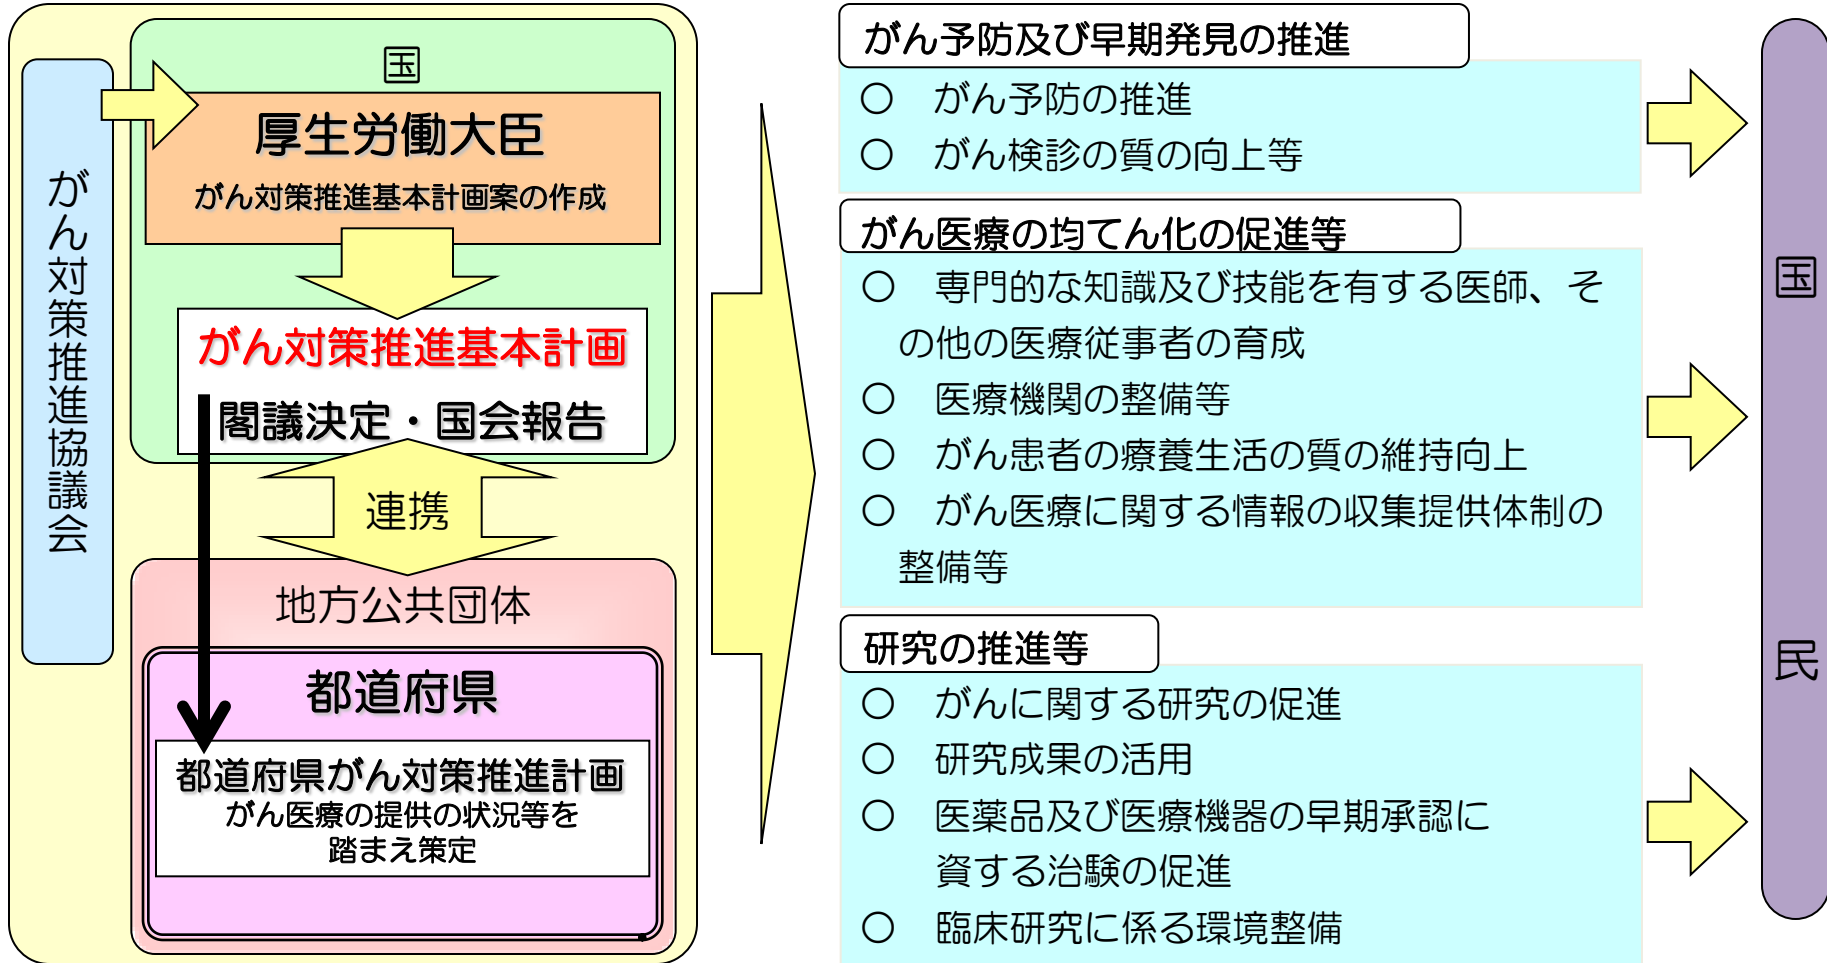 がん対策推進協議会
国
厚生労働大臣
がん対策推進基本計画案の作成
がん対策推進基本計画
閣議決定・国会報告
連携
地方公共団体
都道府県
都道府県がん対策推進計画
がん医療の提供の状況等を
踏まえ策定
がん予防及び早期発見の推進
○　がん予防の推進
○　がん検診の質の向上等
がん医療の均てん化の促進等
○　専門的な知識及び技能を有する医師、そ
の他の医療従事者の育成
○　医療機関の整備等
○　がん患者の療養生活の質の維持向上
○　がん医療に関する情報の収集提供体制の
整備等
研究の推進等
○　がんに関する研究の促進
○　研究成果の活用
○　医薬品及び医療機器の早期承認に
資する治験の促進
○　臨床研究に係る環境整備
国民